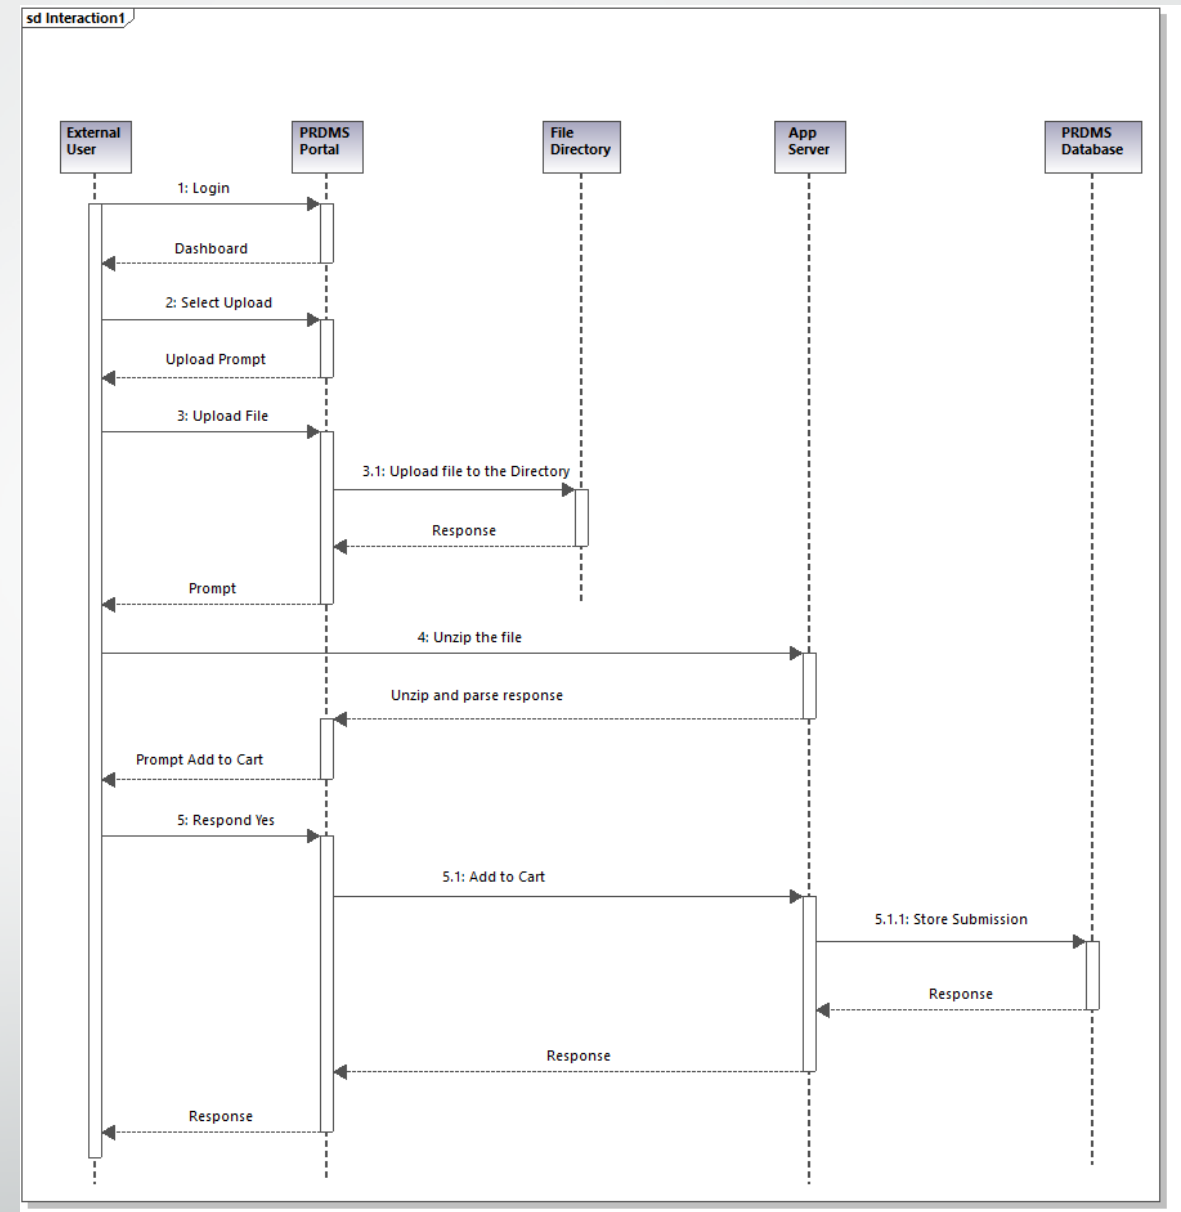 sd Interaction1
External
User
PRDMS
Portal
File
Directory
App
Server
PRDMS
Database
1: Login
Dashboard
2: Select Upload
Upload Prompt
3: Upload File
3.1: Upload file to the Directory
Response
Prompt
4: Unzip the file
Unzip and parse response
Prompt Add to Cart
5: Respond Yes
5.1: Add to Cart
5.1.1: Store Submission
Response
Response
Response